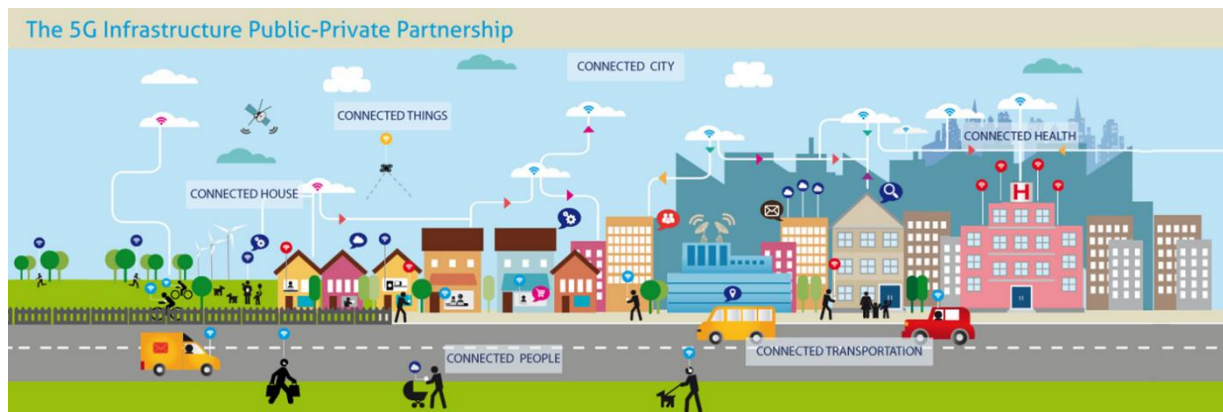 The 5G Infrastructure Public-Private Partnership
CONNECTED CITY
CONNECTED THINGS
CONNECTED HEALTH
CONNECTED HOUSE
H
CONNECTED PEOPLE
CONNECTED TRANSPORTATION